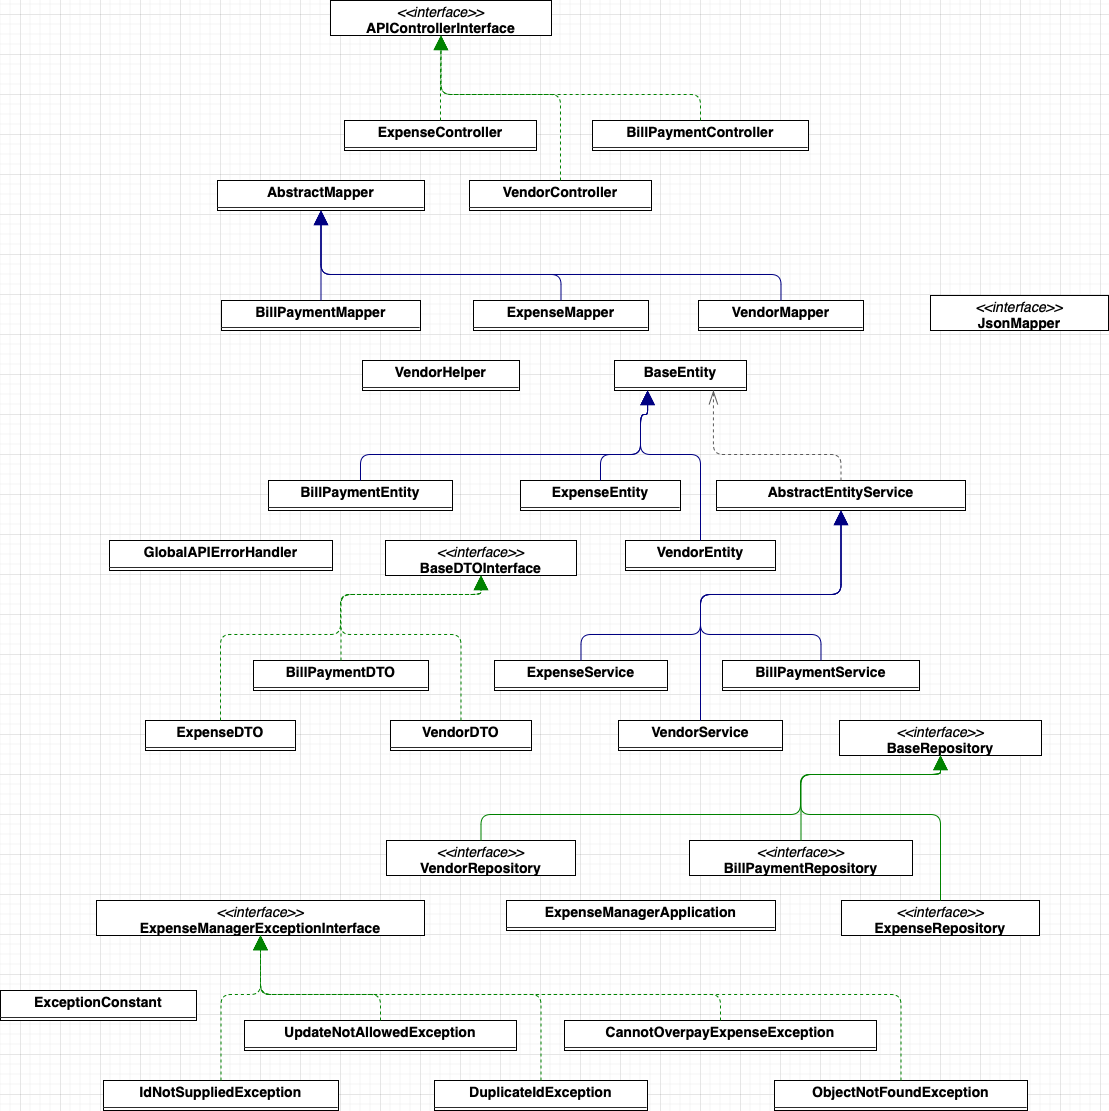 <<interface>>
APIControllerInterface
ExpenseController
BillPaymentController
AbstractMapper
VendorController
BillPaymentMapper
ExpenseMapper
VendorMapper
<<interface>>
JsonMapper
VendorHelper
BaseEntity
BillPaymentEntity
ExpenseEntity
AbstractEntityService
GlobalAPIErrorHandler
<<interface>>
BaseDTOInterface
VendorEntity
BillPaymentDTO
ExpenseService
BillPaymentService
ExpenseDTO
VendorDTO
VendorService
<<interface>>
BaseRepository
<<interface>>
VendorRepository
<<interface>>
BillPaymentRepository
<<interface>>
ExpenseManagerExceptionInterface
ExpenseManagerApplication
<<interface>>
ExpenseRepository
ExceptionConstant
UpdateNotAllowedException
CannotOverpayExpenseException
IdNotSuppliedException
DuplicateIdException
ObjectNotFoundException